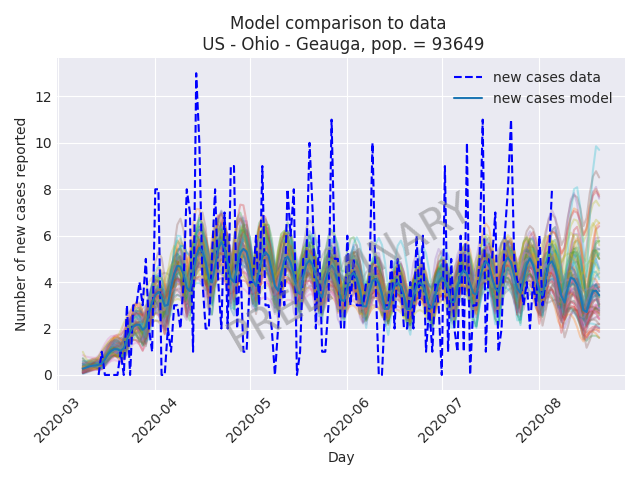 Model comparison to data
US - Ohio - Geauga, pop. = 93649
new cases data
new cases model
Number of new cases reported
12
10
8
6
4
2
0
PRELIMINARY
2020-03
2020-04
2020-05
2020-06
2020-07
2020-08
Day